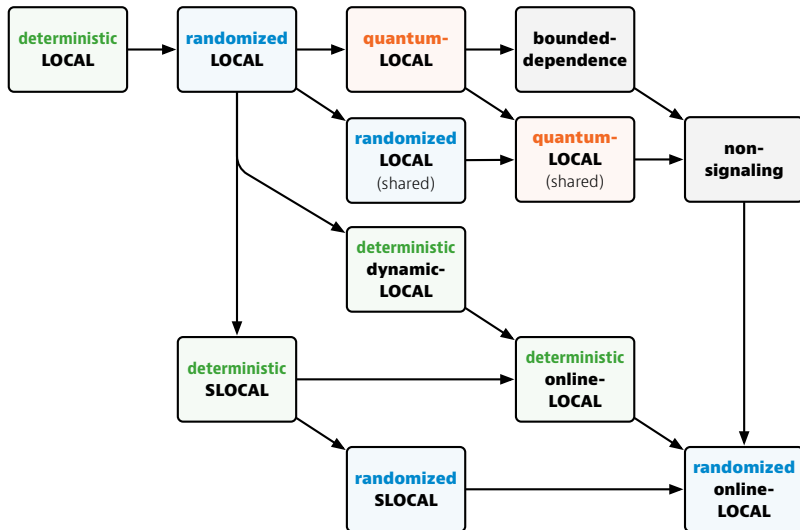 deterministic
LOCAL
randomized
LOCAL
quantum-
LOCAL
bounded-
dependence
randomized
LOCAL
(shared)
quantum-
LOCAL
(shared)
non-
signaling
deterministic
dynamic-
LOCAL
deterministic
SLOCAL
deterministic
online-
LOCAL
randomized
SLOCAL
randomized
online-
LOCAL